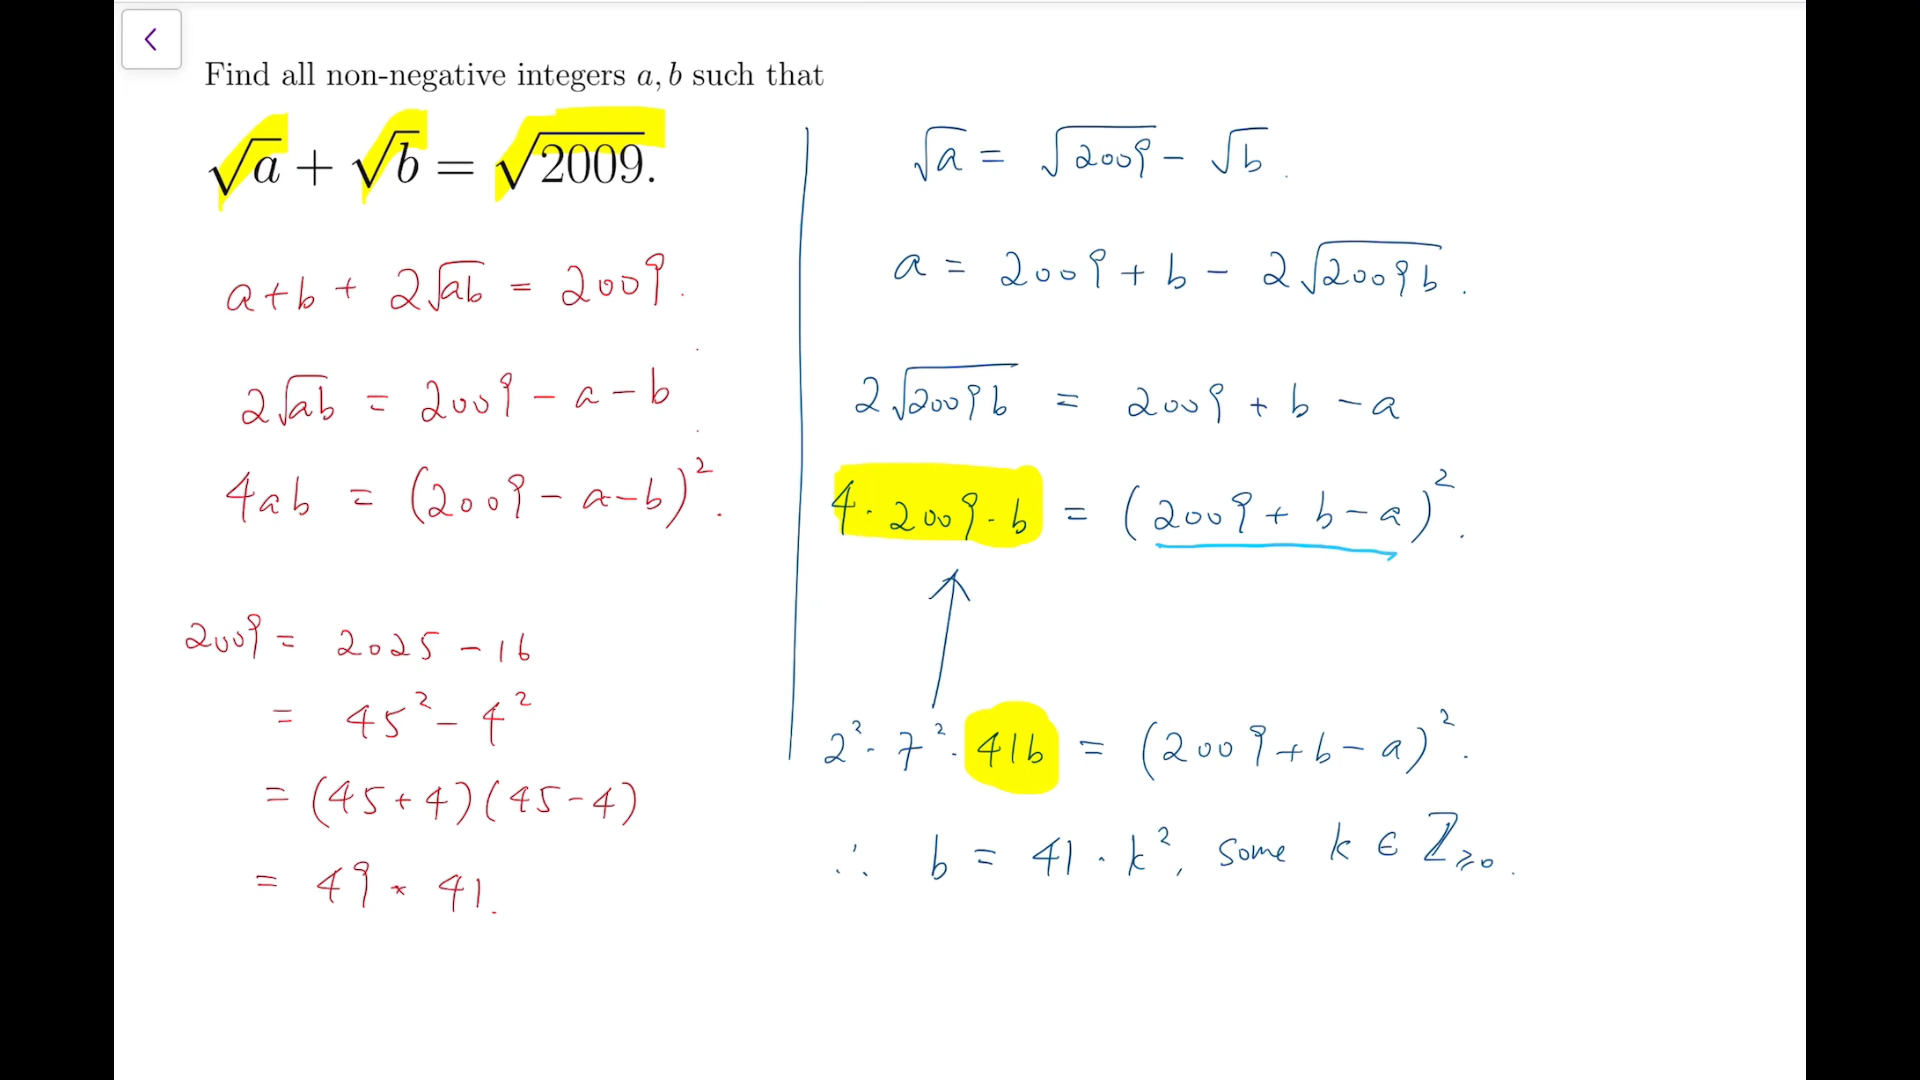 Find all non-negative integers a, b such that
√a + √b = √2009.
a+b + 2√ab = 2009.
2√ab = 2009 - a - b
4ab = (2009 - a - b)².
2009 = 2025 - 16
= 45² - 4²
= (45+4)(45-4)
= 49 × 41.
√a = √2009 - √b.
a = 2009 + b - 2√2009b.
2√2009b = 2009 + b - a
4 · 2009 · b = (2009 + b - a)².
2² · 7² · 41b = (2009 + b - a)².
∴ b = 41 · k², some k ∈ ℤ≥0.